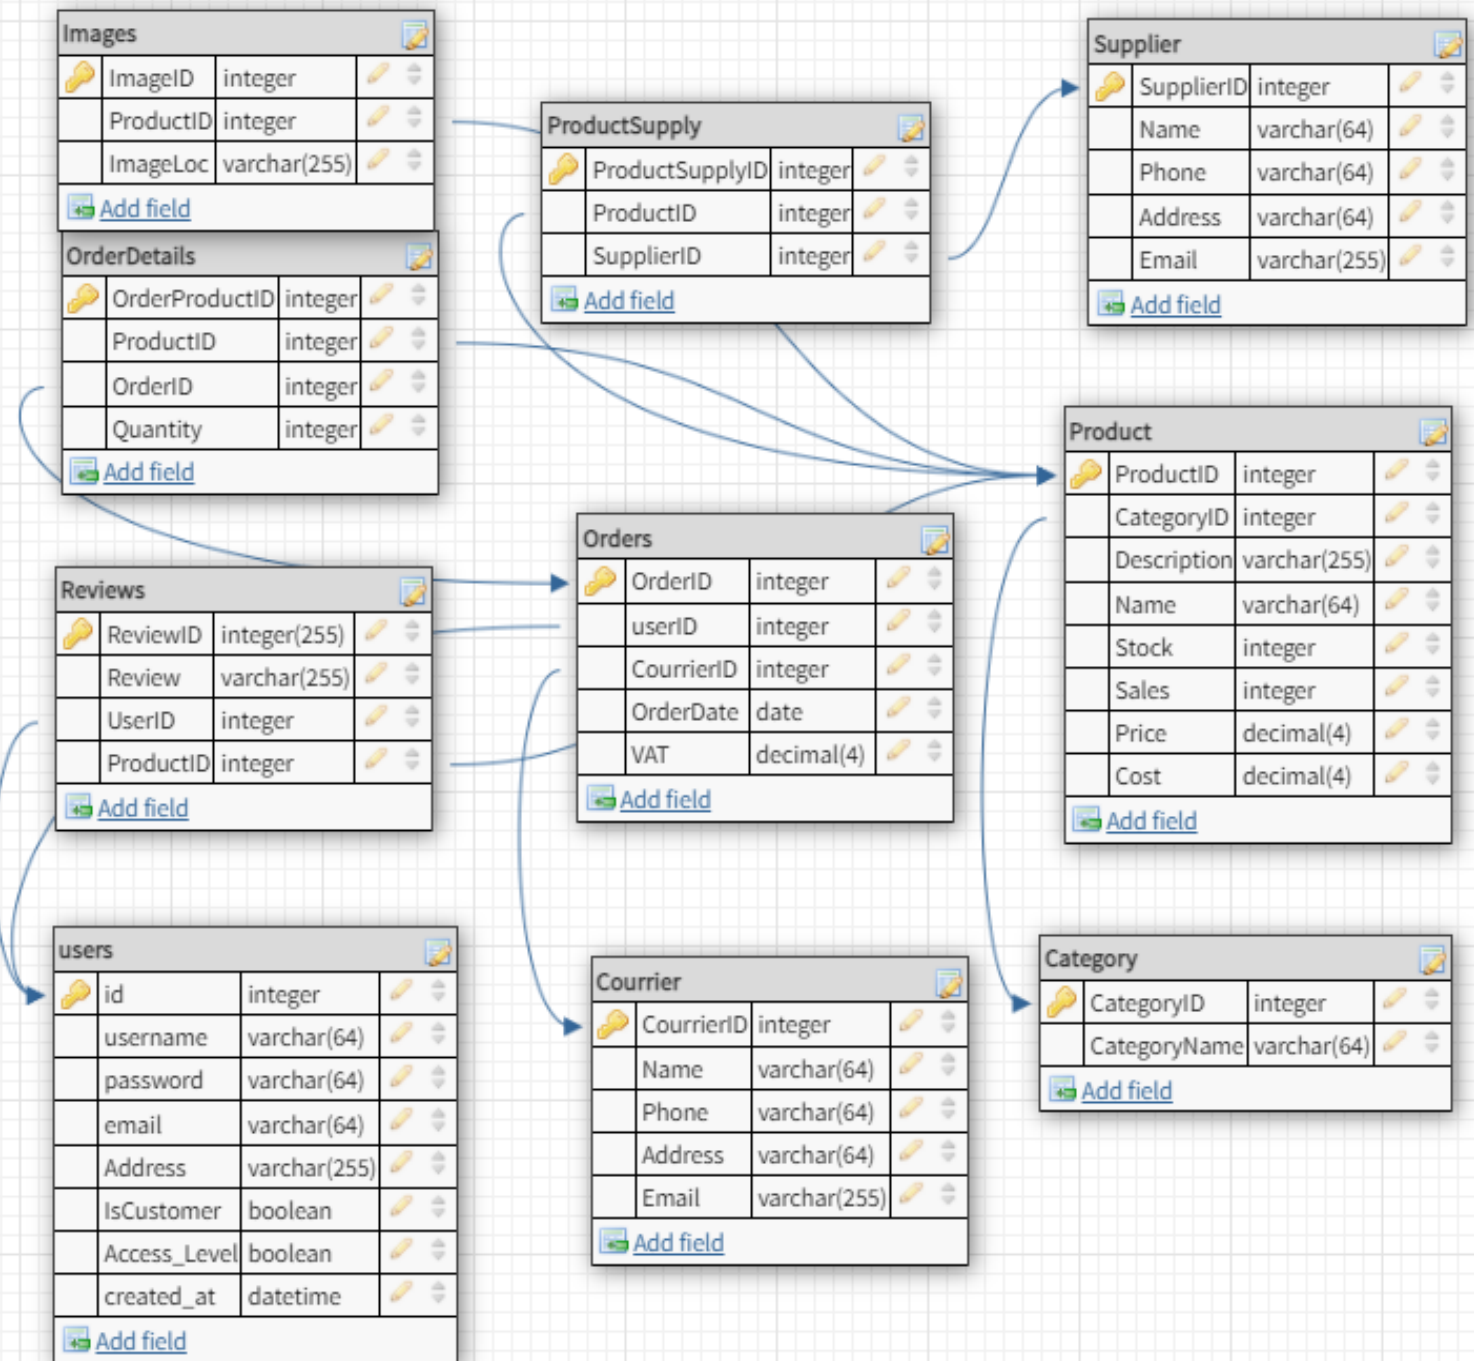 Images
ImageID integer
ProductID integer
ImageLoc varchar(255)
Add field
OrderDetails
OrderProductID integer
ProductID integer
OrderID integer
Quantity integer
Add field
Reviews
ReviewID integer(255)
Review varchar(255)
UserID integer
ProductID integer
Add field
users
id integer
username varchar(64)
password varchar(64)
email varchar(64)
Address varchar(255)
IsCustomer boolean
Access_Level boolean
created_at datetime
Add field
ProductSupply
ProductSupplyID integer
ProductID integer
SupplierID integer
Add field
Orders
OrderID integer
userID integer
CourrierID integer
OrderDate date
VAT decimal(4)
Add field
Courrier
CourrierID integer
Name varchar(64)
Phone varchar(64)
Address varchar(64)
Email varchar(255)
Add field
Supplier
SupplierID integer
Name varchar(64)
Phone varchar(64)
Address varchar(64)
Email varchar(255)
Add field
Product
ProductID integer
CategoryID integer
Description varchar(255)
Name varchar(64)
Stock integer
Sales integer
Price decimal(4)
Cost decimal(4)
Add field
Category
CategoryID integer
CategoryName varchar(64)
Add field